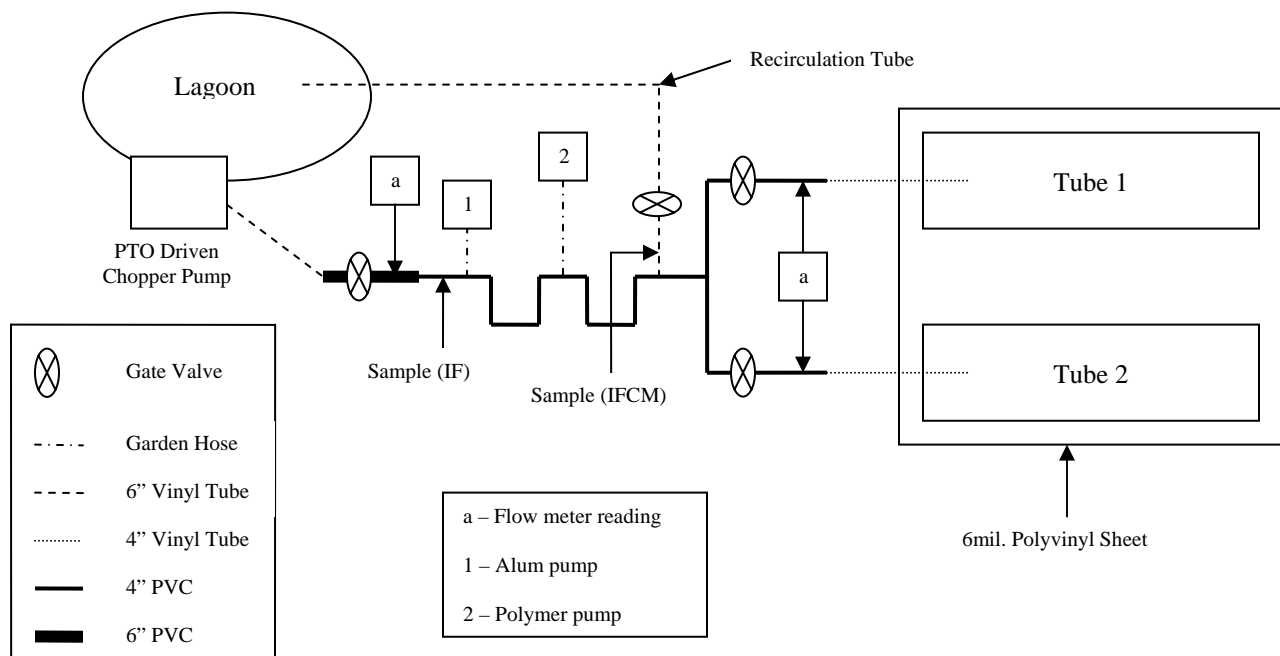 Recirculation Tube
Lagoon
2
a
1
Tube 1
PTO Driven
Chopper Pump
a
Sample (IF)
Sample (IFCM)
Tube 2
Gate Valve
Garden Hose
6” Vinyl Tube
4” Vinyl Tube
4” PVC
6” PVC
a – Flow meter reading
1 – Alum pump
2 – Polymer pump
6mil. Polyvinyl Sheet